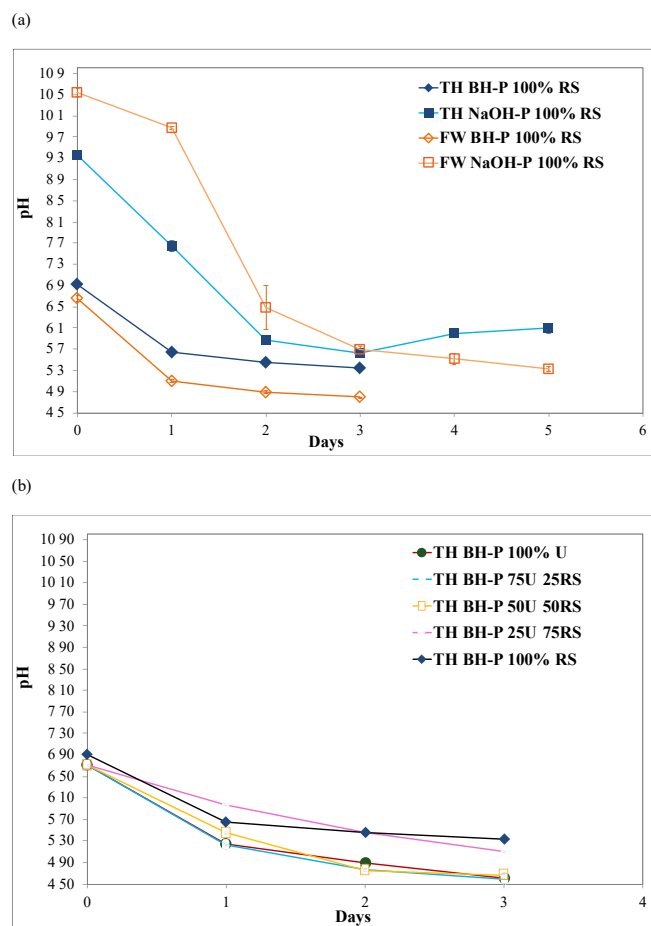 (a)
10 9
10 5
10 1
9 7
9 3
8 9
8 5
8 1
7 7
7 3
6 9
6 5
6 1
5 7
5 3
4 9
4 5
pH
TH BH-P 100% RS
TH NaOH-P 100% RS
FW BH-P 100% RS
FW NaOH-P 100% RS
0 1 2 3 4 5 6
Days
(b)
10 90
10 50
10 10
9 70
9 30
8 90
8 50
8 10
7 70
7 30
6 90
6 50
6 10
5 70
5 30
4 90
4 50
pH
TH BH-P 100% U
TH BH-P 75U 25RS
TH BH-P 50U 50RS
TH BH-P 25U 75RS
TH BH-P 100% RS
0 1 2 3 4
Days